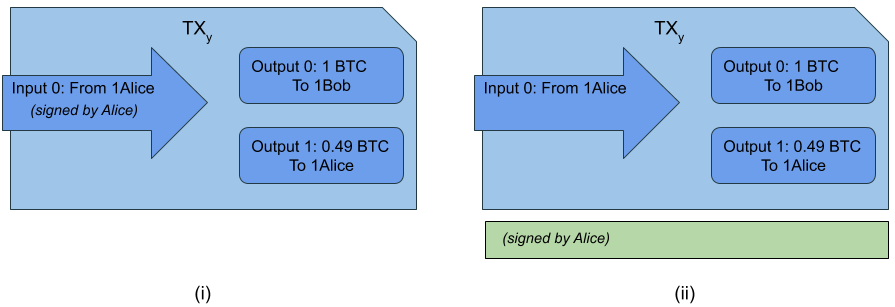 TXy
Input 0: From 1Alice
(signed by Alice)
Output 0: 1 BTC
To 1Bob
Output 1: 0.49 BTC
To 1Alice
(i)
TXy
Input 0: From 1Alice
Output 0: 1 BTC
To 1Bob
Output 1: 0.49 BTC
To 1Alice
(signed by Alice)
(ii)